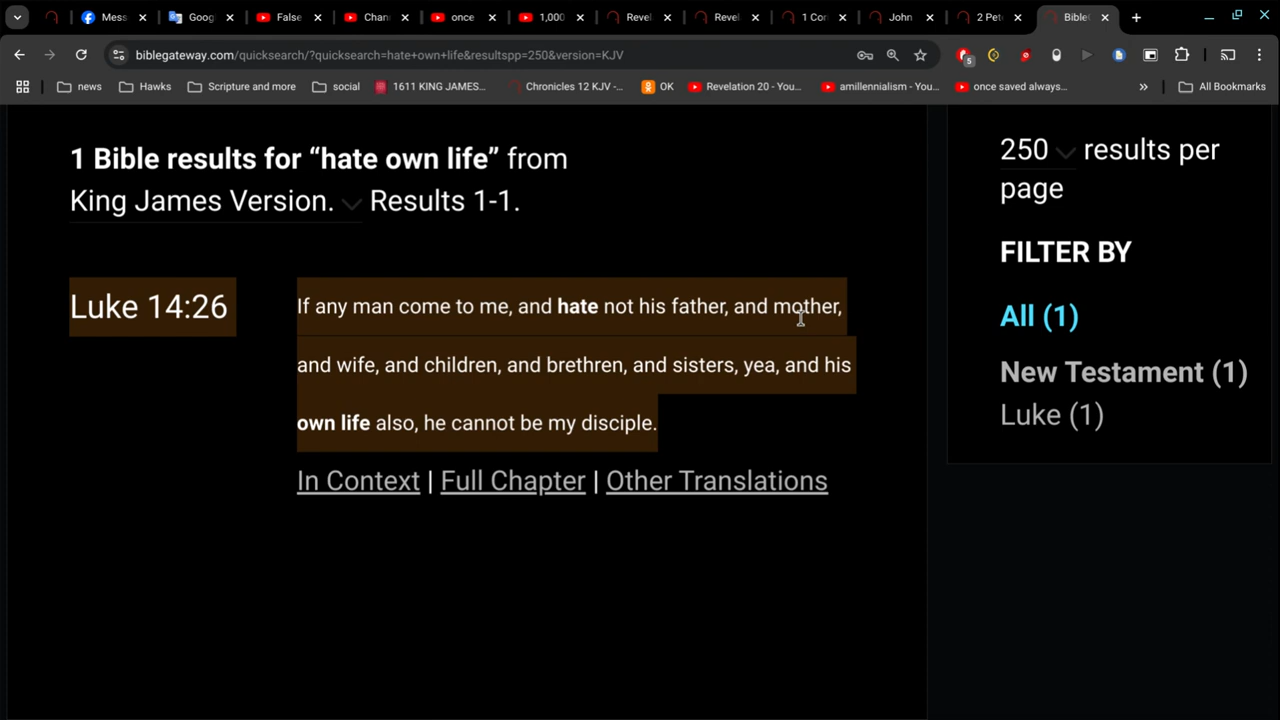 Mess
Goog
False
Chan
once
1,000
Revel
Revel
1 Cor
John
2 Pet
BibleG
biblegateway.com/quicksearch/?quicksearch=hate+own+life&resultspp=250&version=KJV
5
news
Hawks
Scripture and more
social
1611 KING JAMES...
Chronicles 12 KJV -...
OK
Revelation 20 - You...
amillennialism - You...
once saved always...
»
All Bookmarks
1 Bible results for “hate own life” from
King James Version. Results 1-1.
Luke 14:26
If any man come to me, and hate not his father, and mother,
and wife, and children, and brethren, and sisters, yea, and his
own life also, he cannot be my disciple.
In Context | Full Chapter | Other Translations
250 results per
page
FILTER BY
All (1)
New Testament (1)
Luke (1)